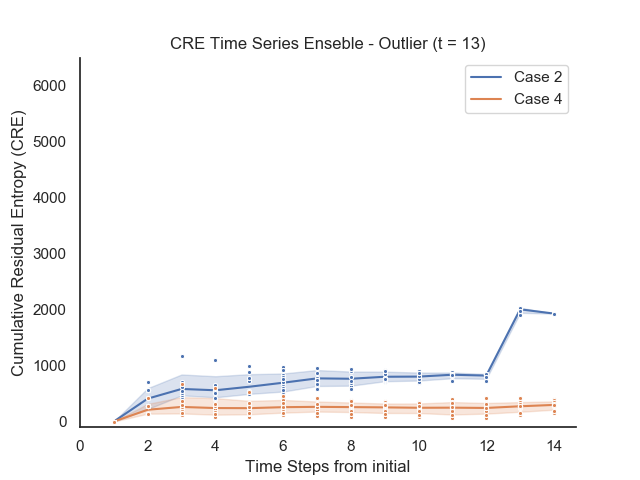 CRE Time Series Enseble - Outlier (t = 13)
Case 2
Case 4
Cumulative Residual Entropy (CRE)
6000
5000
4000
3000
2000
1000
0
0 2 4 6 8 10 12 14
Time Steps from initial